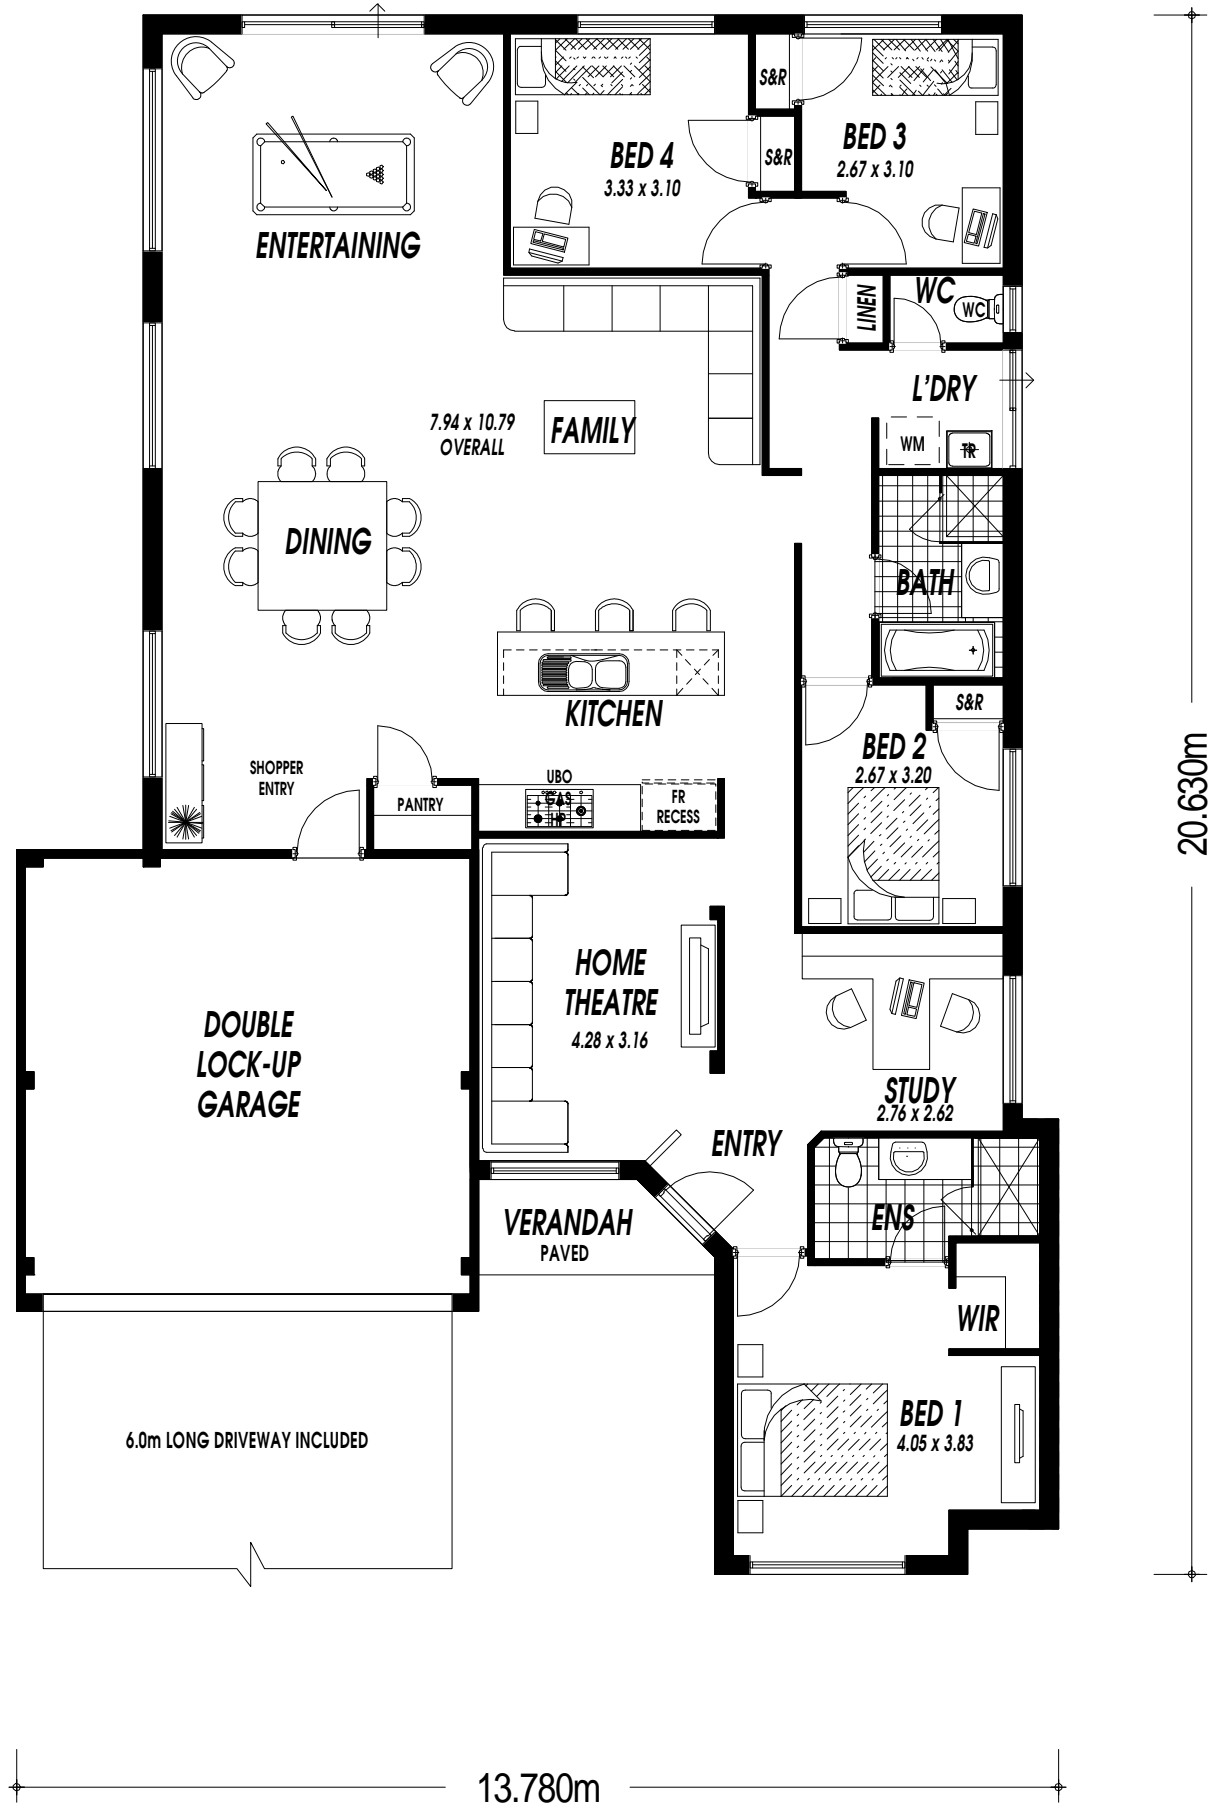 S&R
BED 3
2.67 x 3.10
BED 4
3.33 x 3.10
S&R
ENTERTAINING
WC
WC
LINEN
L'DRY
7.94 x 10.79
OVERALL
FAMILY
WM
TR
DINING
BATH
S&R
KITCHEN
BED 2
2.67 x 3.20
SHOPPER
ENTRY
UBO
GAS
HP
FR
RECESS
PANTRY
20.630m
HOME
THEATRE
4.28 x 3.16
DOUBLE
LOCK-UP
GARAGE
STUDY
2.76 x 2.62
ENTRY
VERANDAH
PAVED
ENS
WIR
BED 1
4.05 x 3.83
6.0m LONG DRIVEWAY INCLUDED
13.780m